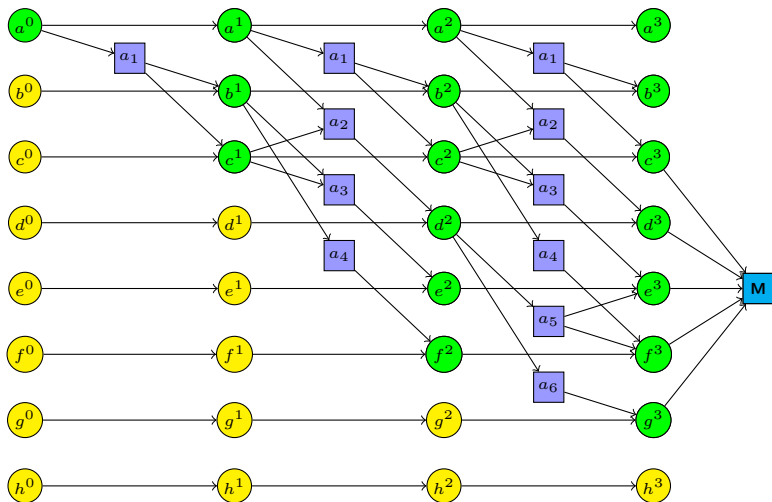 a⁰ a¹ a² a³
a₁ a₁ a₁
b⁰ b¹ b² b³
a₂ a₂
c⁰ c¹ c² c³
a₃ a₃
d⁰ d¹ d² d³
a₄ a₄
e⁰ e¹ e² e³ M
a₅
f⁰ f¹ f² f³
a₆
g⁰ g¹ g² g³
h⁰ h¹ h² h³